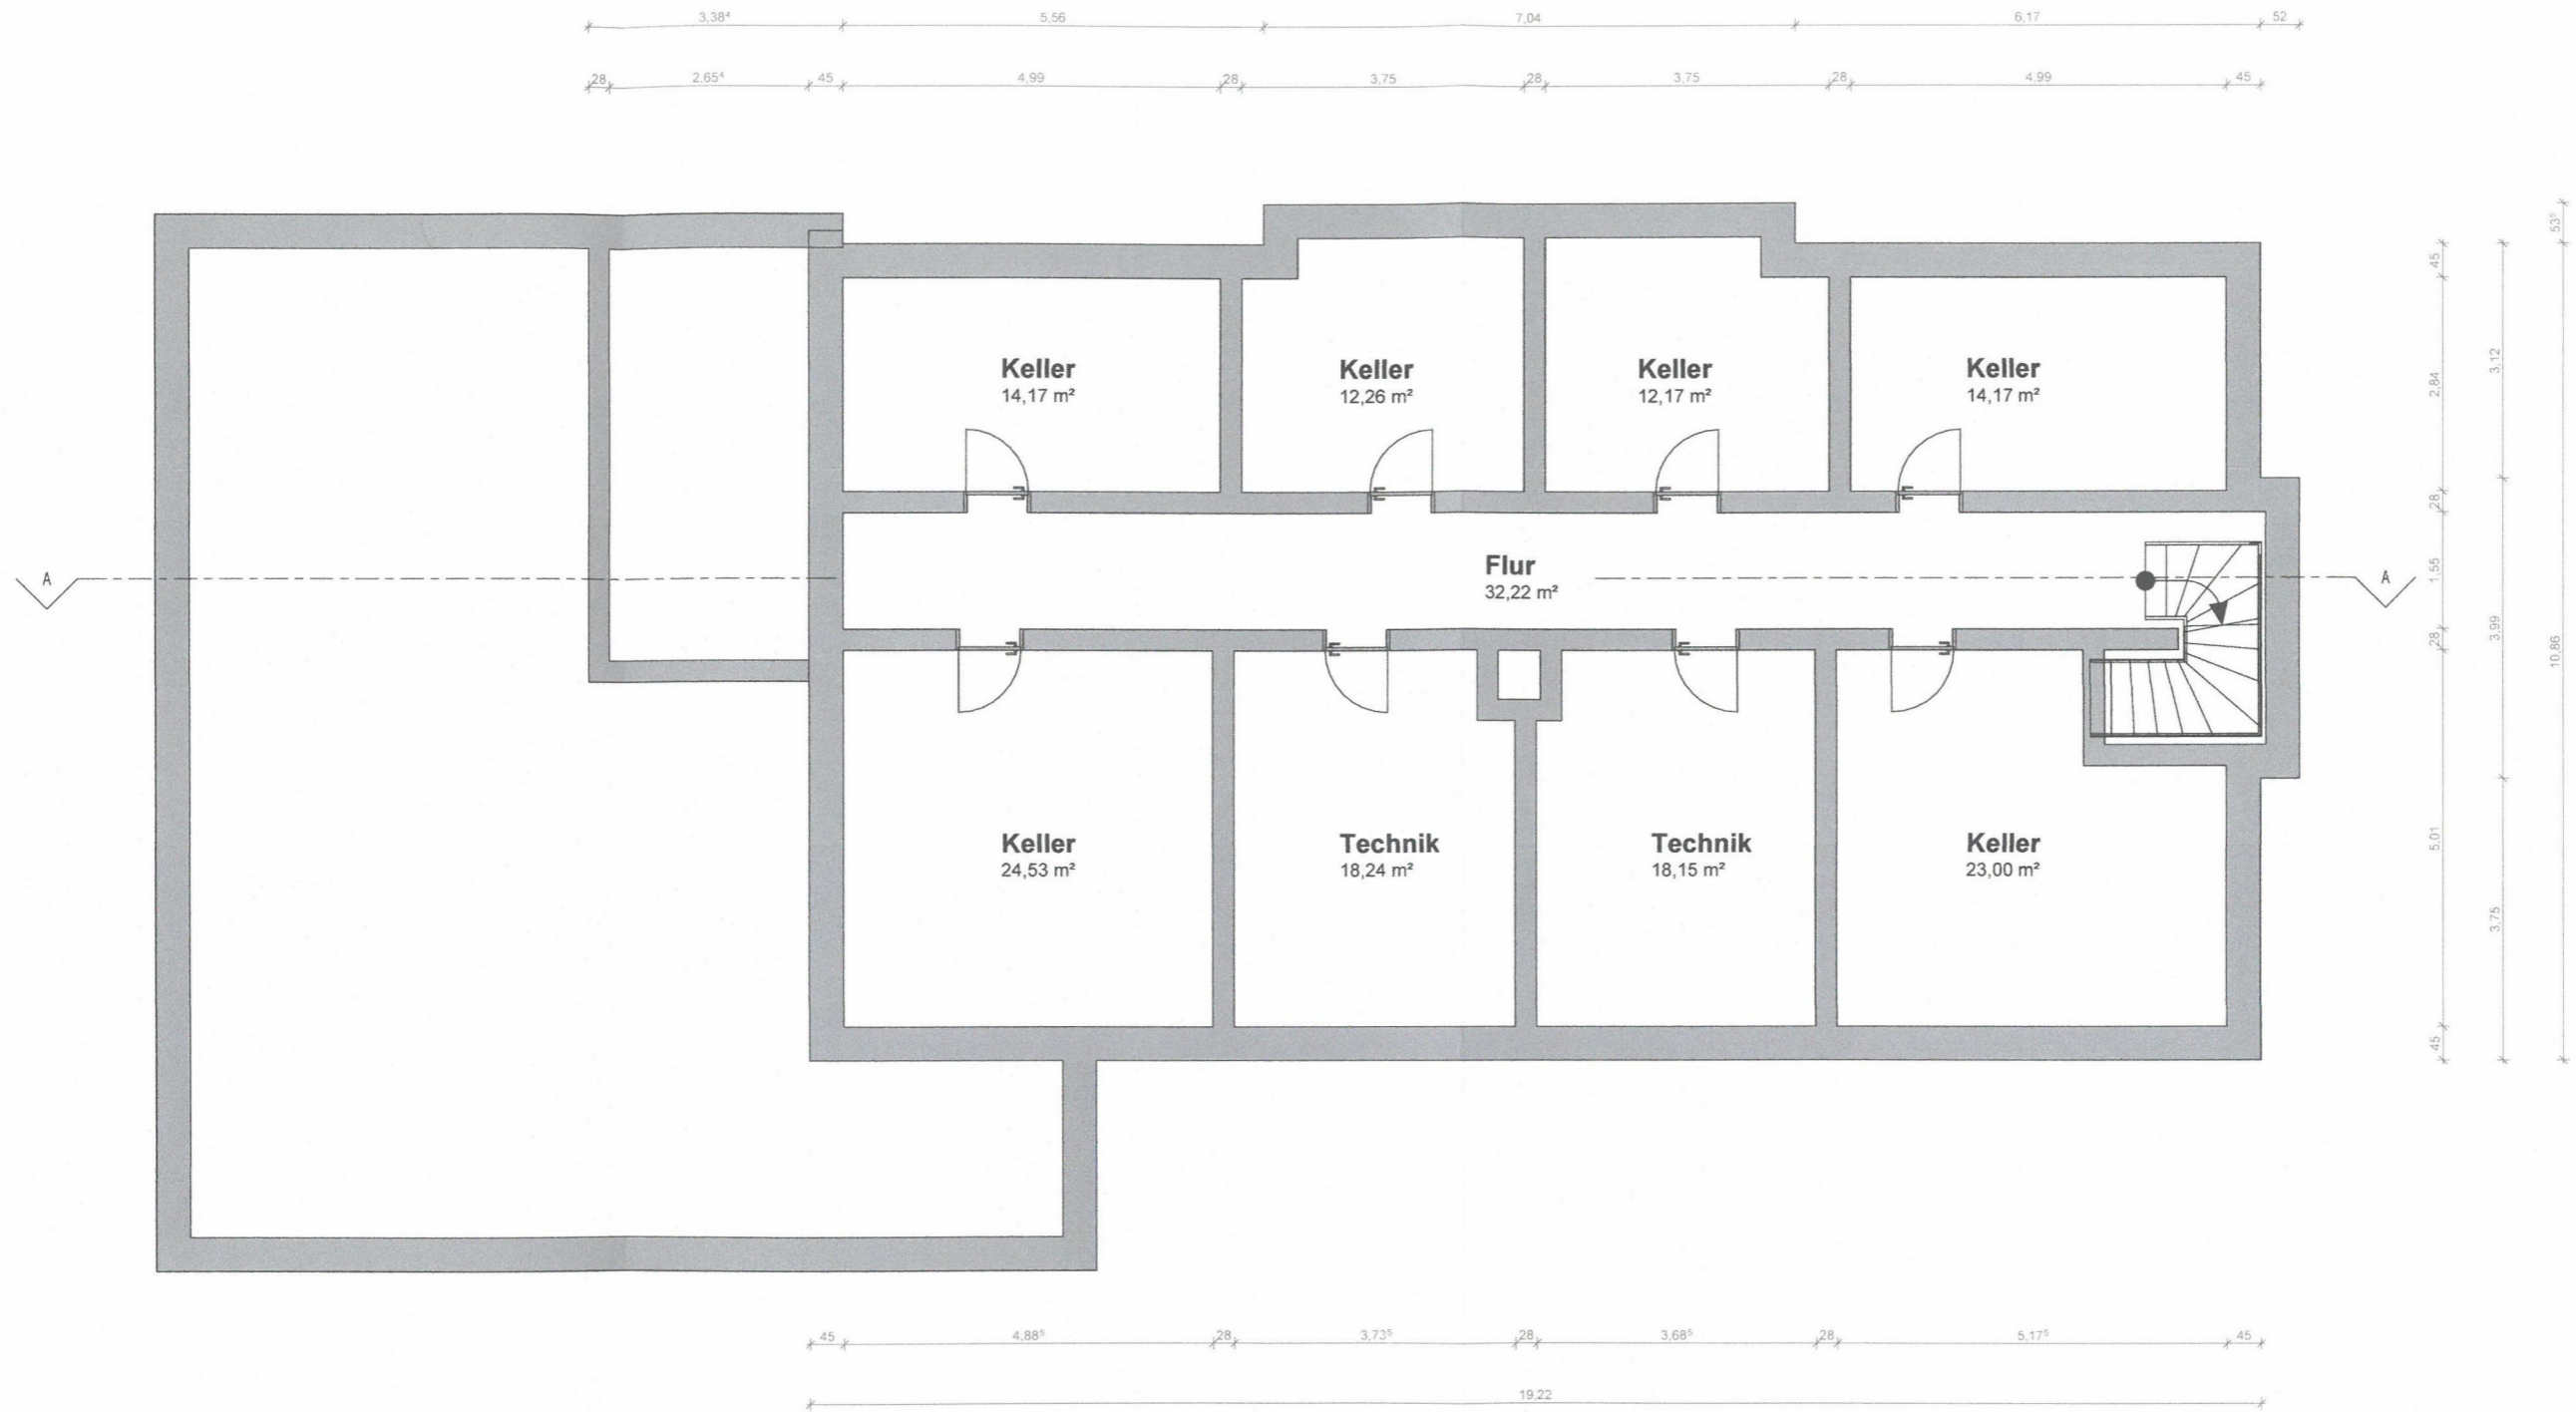 3,38⁴ 5,56 7,04 6,17 52
28 2,65⁴ 45 4,99 28 3,75 28 3,75 28 4,99 45
53⁵
45
3,12
2,84
Keller
14,17 m²
Keller
12,26 m²
Keller
12,17 m²
Keller
14,17 m²
28
A
Flur
32,22 m²
A
1,55
28
3,99
10,86
Keller
24,53 m²
Technik
18,24 m²
Technik
18,15 m²
Keller
23,00 m²
5,01
3,75
45
45 4,88⁵ 28 3,73⁵ 28 3,68⁵ 28 5,17⁵ 45
19,22